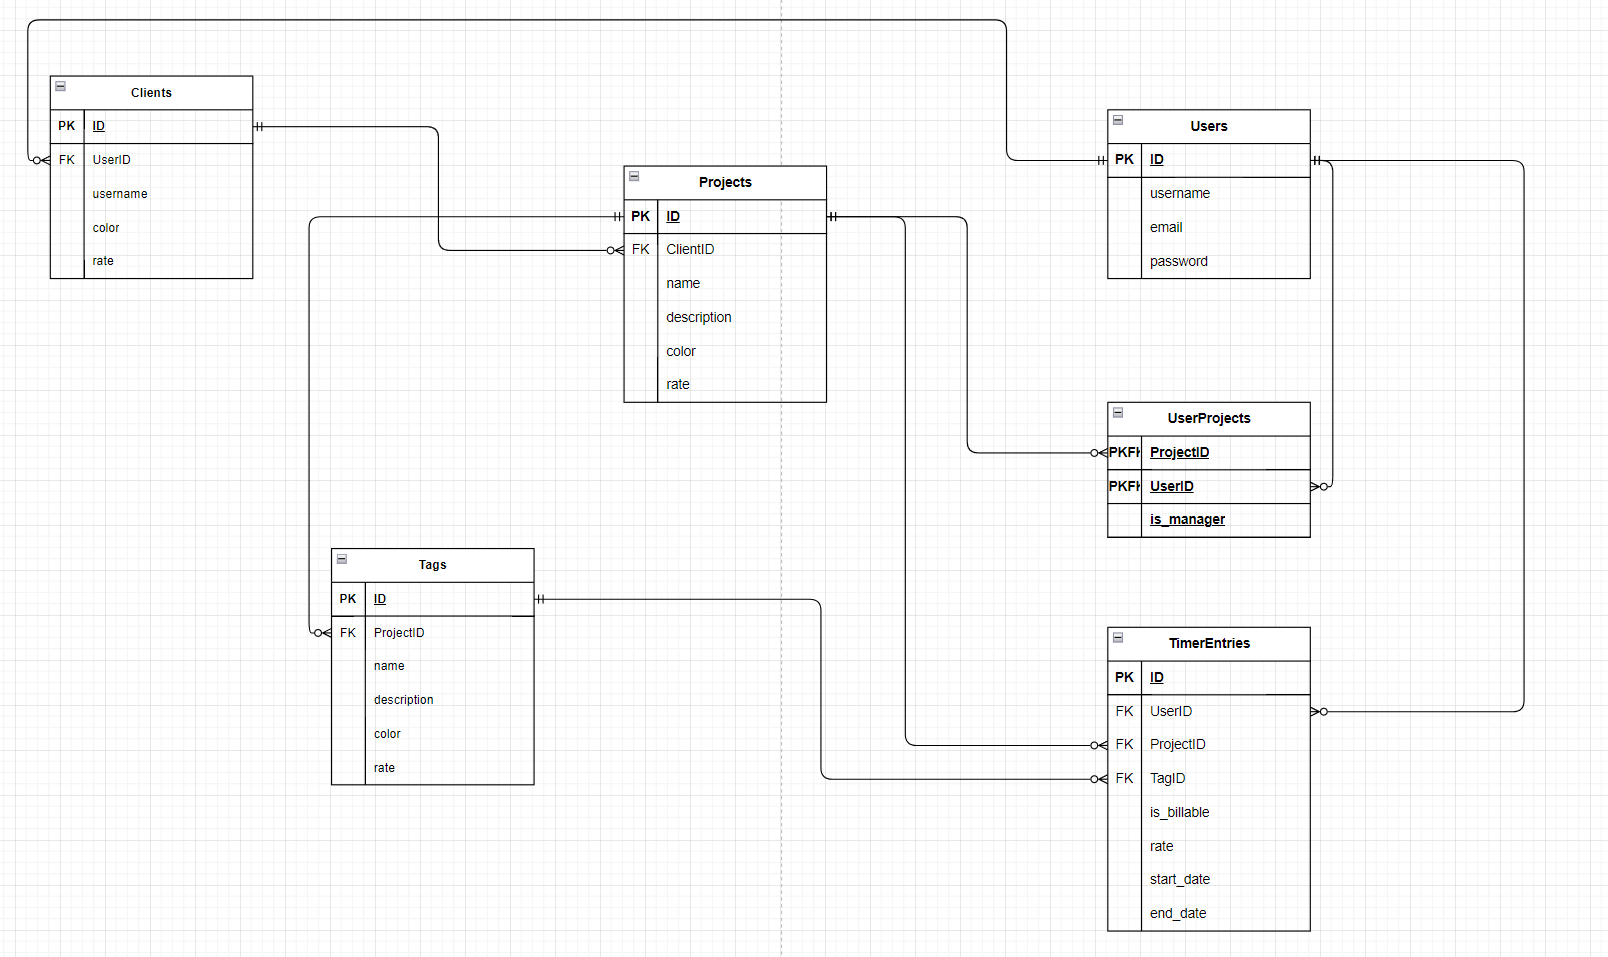 Clients
PK ID
FK UserID
username
color
rate
Projects
PK ID
FK ClientID
name
description
color
rate
Users
PK ID
username
email
password
UserProjects
PKFK ProjectID
PKFK UserID
is_manager
Tags
PK ID
FK ProjectID
name
description
color
rate
TimerEntries
PK ID
FK UserID
FK ProjectID
FK TagID
is_billable
rate
start_date
end_date